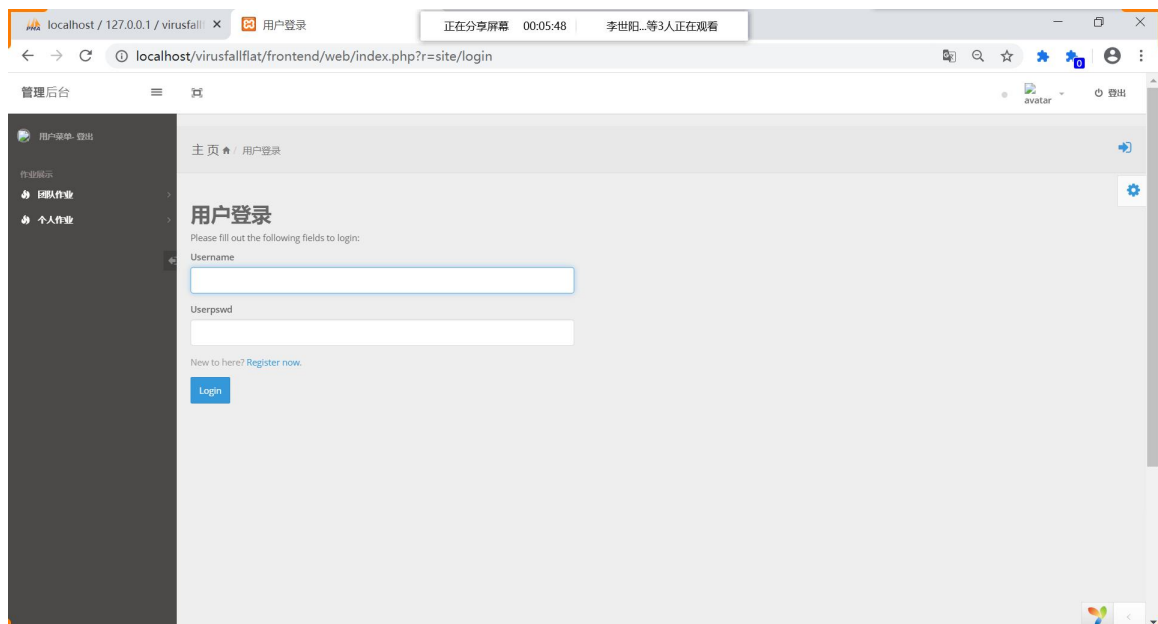 localhost / 127.0.0.1 / virusfall
用户登录
正在分享屏幕 00:05:48 李世阳...等3人正在观看
localhost/virusfallflat/frontend/web/index.php?r=site/login
0
管理后台
avatar
登出
用户菜单- 登出
主页 / 用户登录
作业展示
团队作业
个人作业
用户登录
Please fill out the following fields to login:
Username
Userpswd
New to here? Register now.
Login